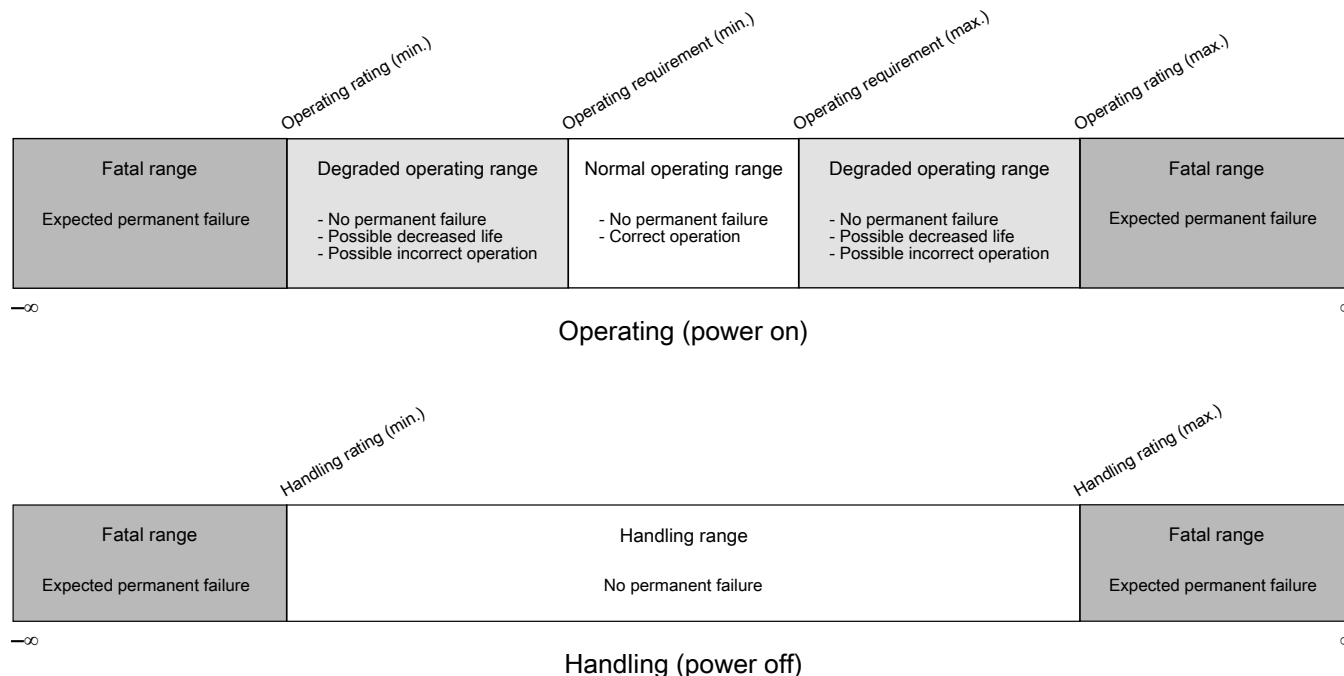 Operating rating (min.)
Operating requirement (min.)
Operating requirement (max.)
Operating rating (max.)
Fatal range
Expected permanent failure
Degraded operating range
- No permanent failure
- Possible decreased life
- Possible incorrect operation
Normal operating range
- No permanent failure
- Correct operation
Degraded operating range
- No permanent failure
- Possible decreased life
- Possible incorrect operation
Fatal range
Expected permanent failure
–∞
Operating (power on)
Handling rating (min.)
Handling rating (max.)
Fatal range
Expected permanent failure
Handling range
No permanent failure
Fatal range
Expected permanent failure
–∞
Handling (power off)